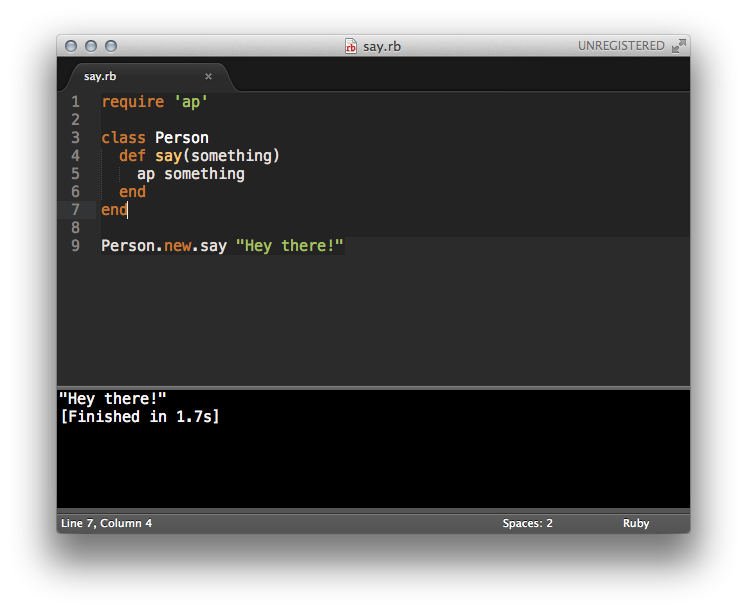 say.rb
UNREGISTERED
say.rb
1 require 'ap'
2
3 class Person
4   def say(something)
5     ap something
6   end
7 end
8
9 Person.new.say "Hey there!"
"Hey there!"
[Finished in 1.7s]
Line 7, Column 4
Spaces: 2
Ruby